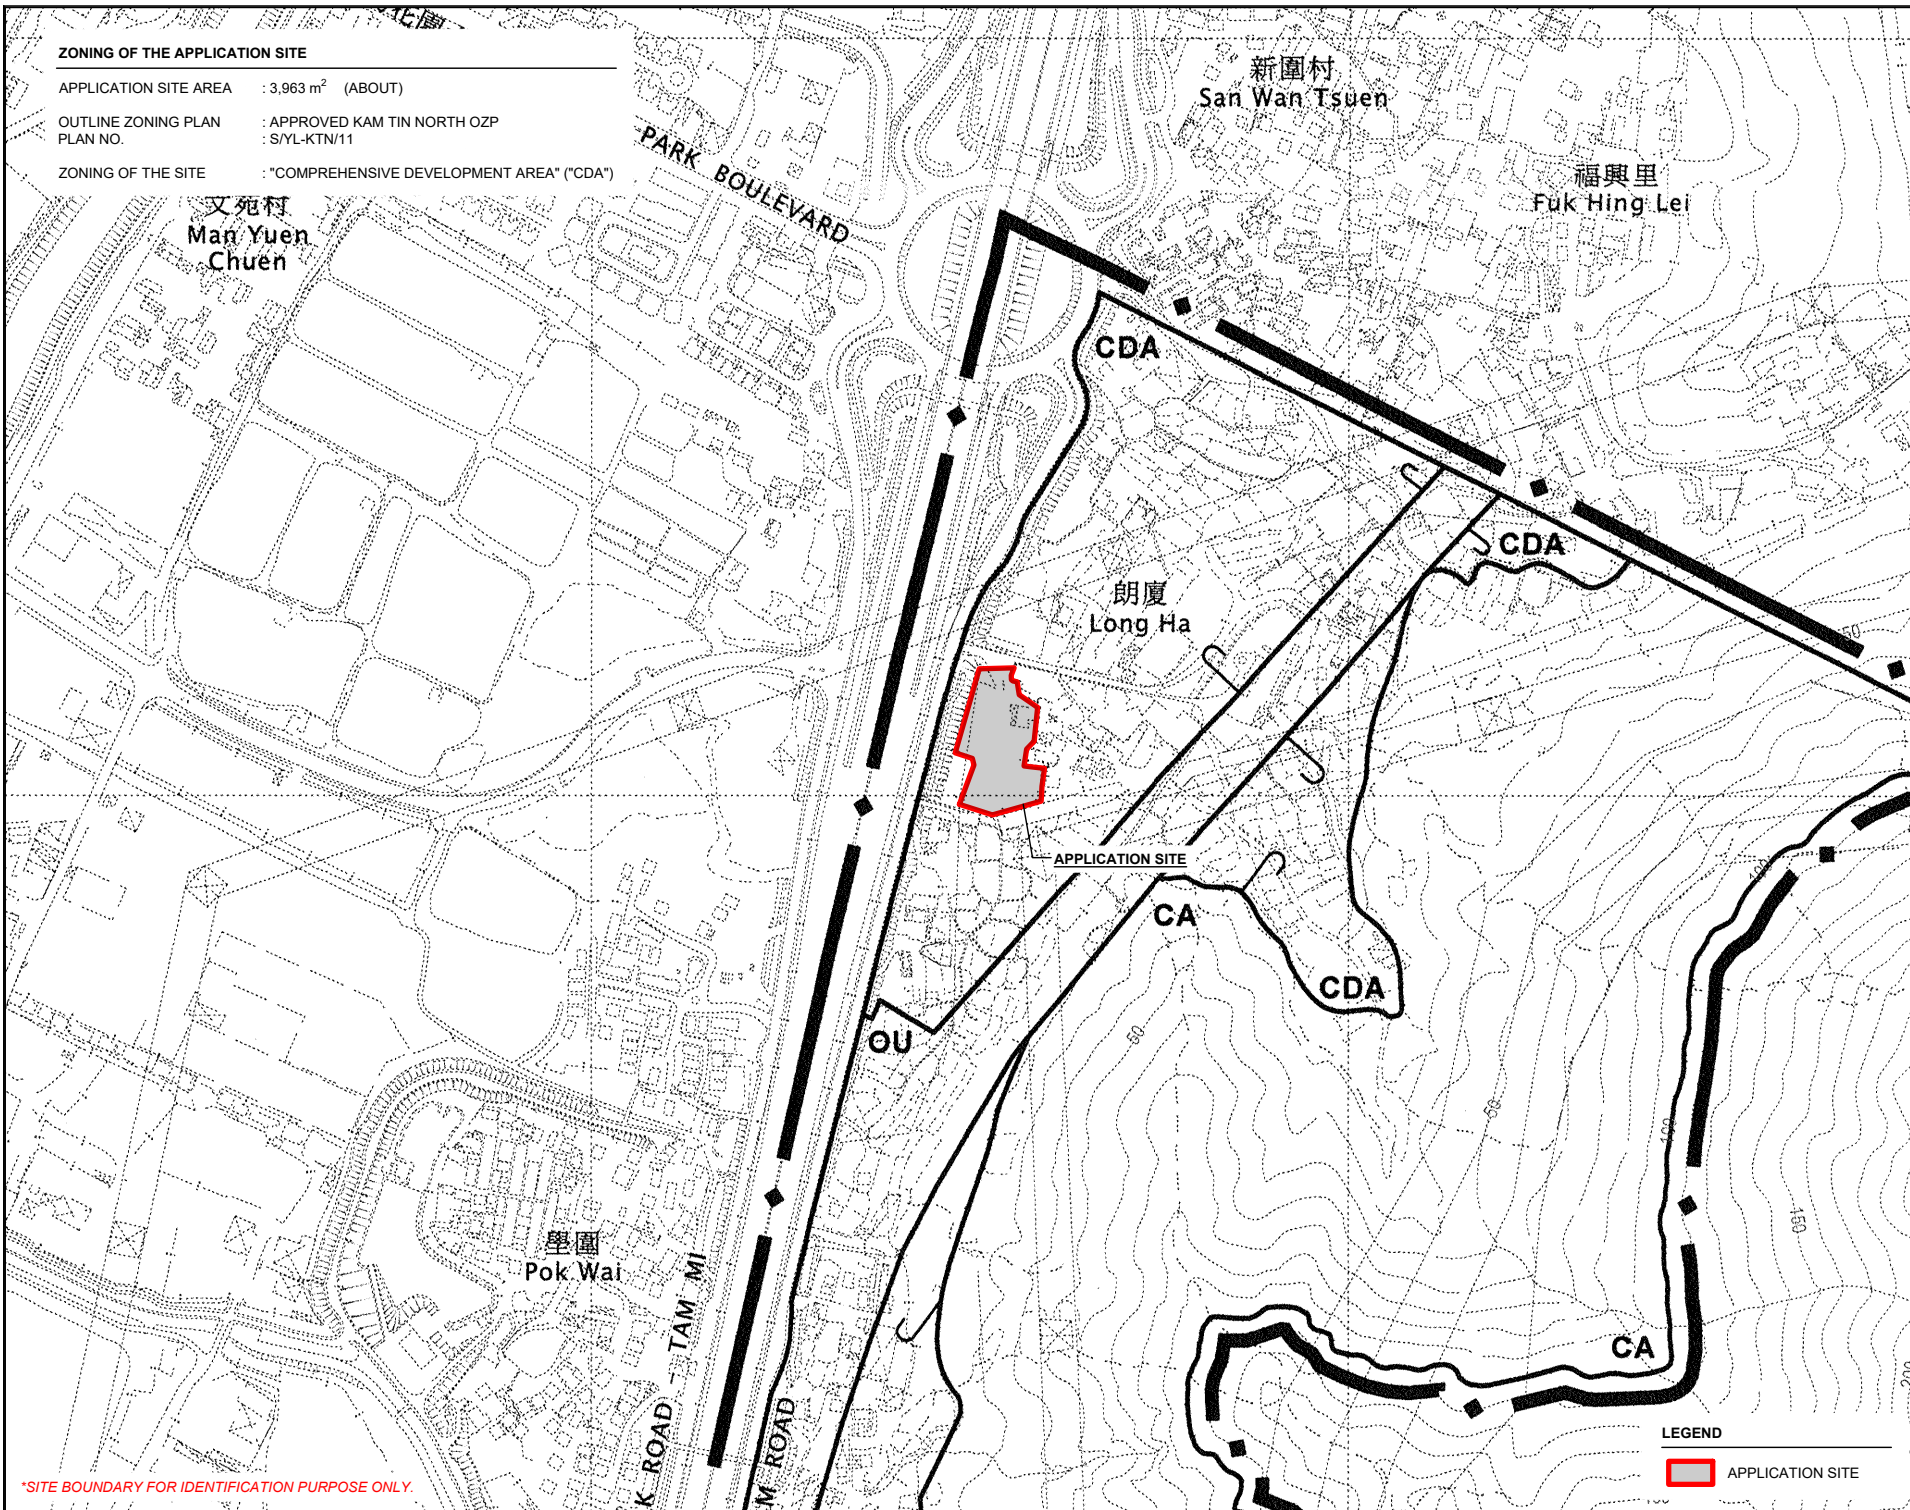 ZONING OF THE APPLICATION SITE
APPLICATION SITE AREA : 3,963 m² (ABOUT)
OUTLINE ZONING PLAN : APPROVED KAM TIN NORTH OZP
PLAN NO. : S/YL-KTN/11
ZONING OF THE SITE : "COMPREHENSIVE DEVELOPMENT AREA" ("CDA")
新圍村
San Wan Tsuen
福興里
Fuk Hing Lei
PARK BOULEVARD
文苑村
Man Yuen
Chuen
CDA
CDA
朗廈
Long Ha
50
APPLICATION SITE
100
CA
CDA
OU
50
50
100
150
壆圍
Pok Wai
K ROAD - TAM MI
M ROAD
CA
200
LEGEND
APPLICATION SITE
*SITE BOUNDARY FOR IDENTIFICATION PURPOSE ONLY.